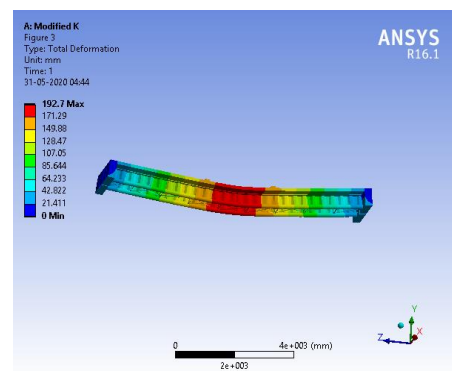 A: Modified K
Figure 3
Type: Total Deformation
Unit: mm
Time: 1
31-05-2020 04:44
ANSYS
R16.1
192.7 Max
171.29
149.88
128.47
107.05
85.644
64.233
42.822
21.411
0 Min
Y
Z
X
0
4e+003 (mm)
2e+003